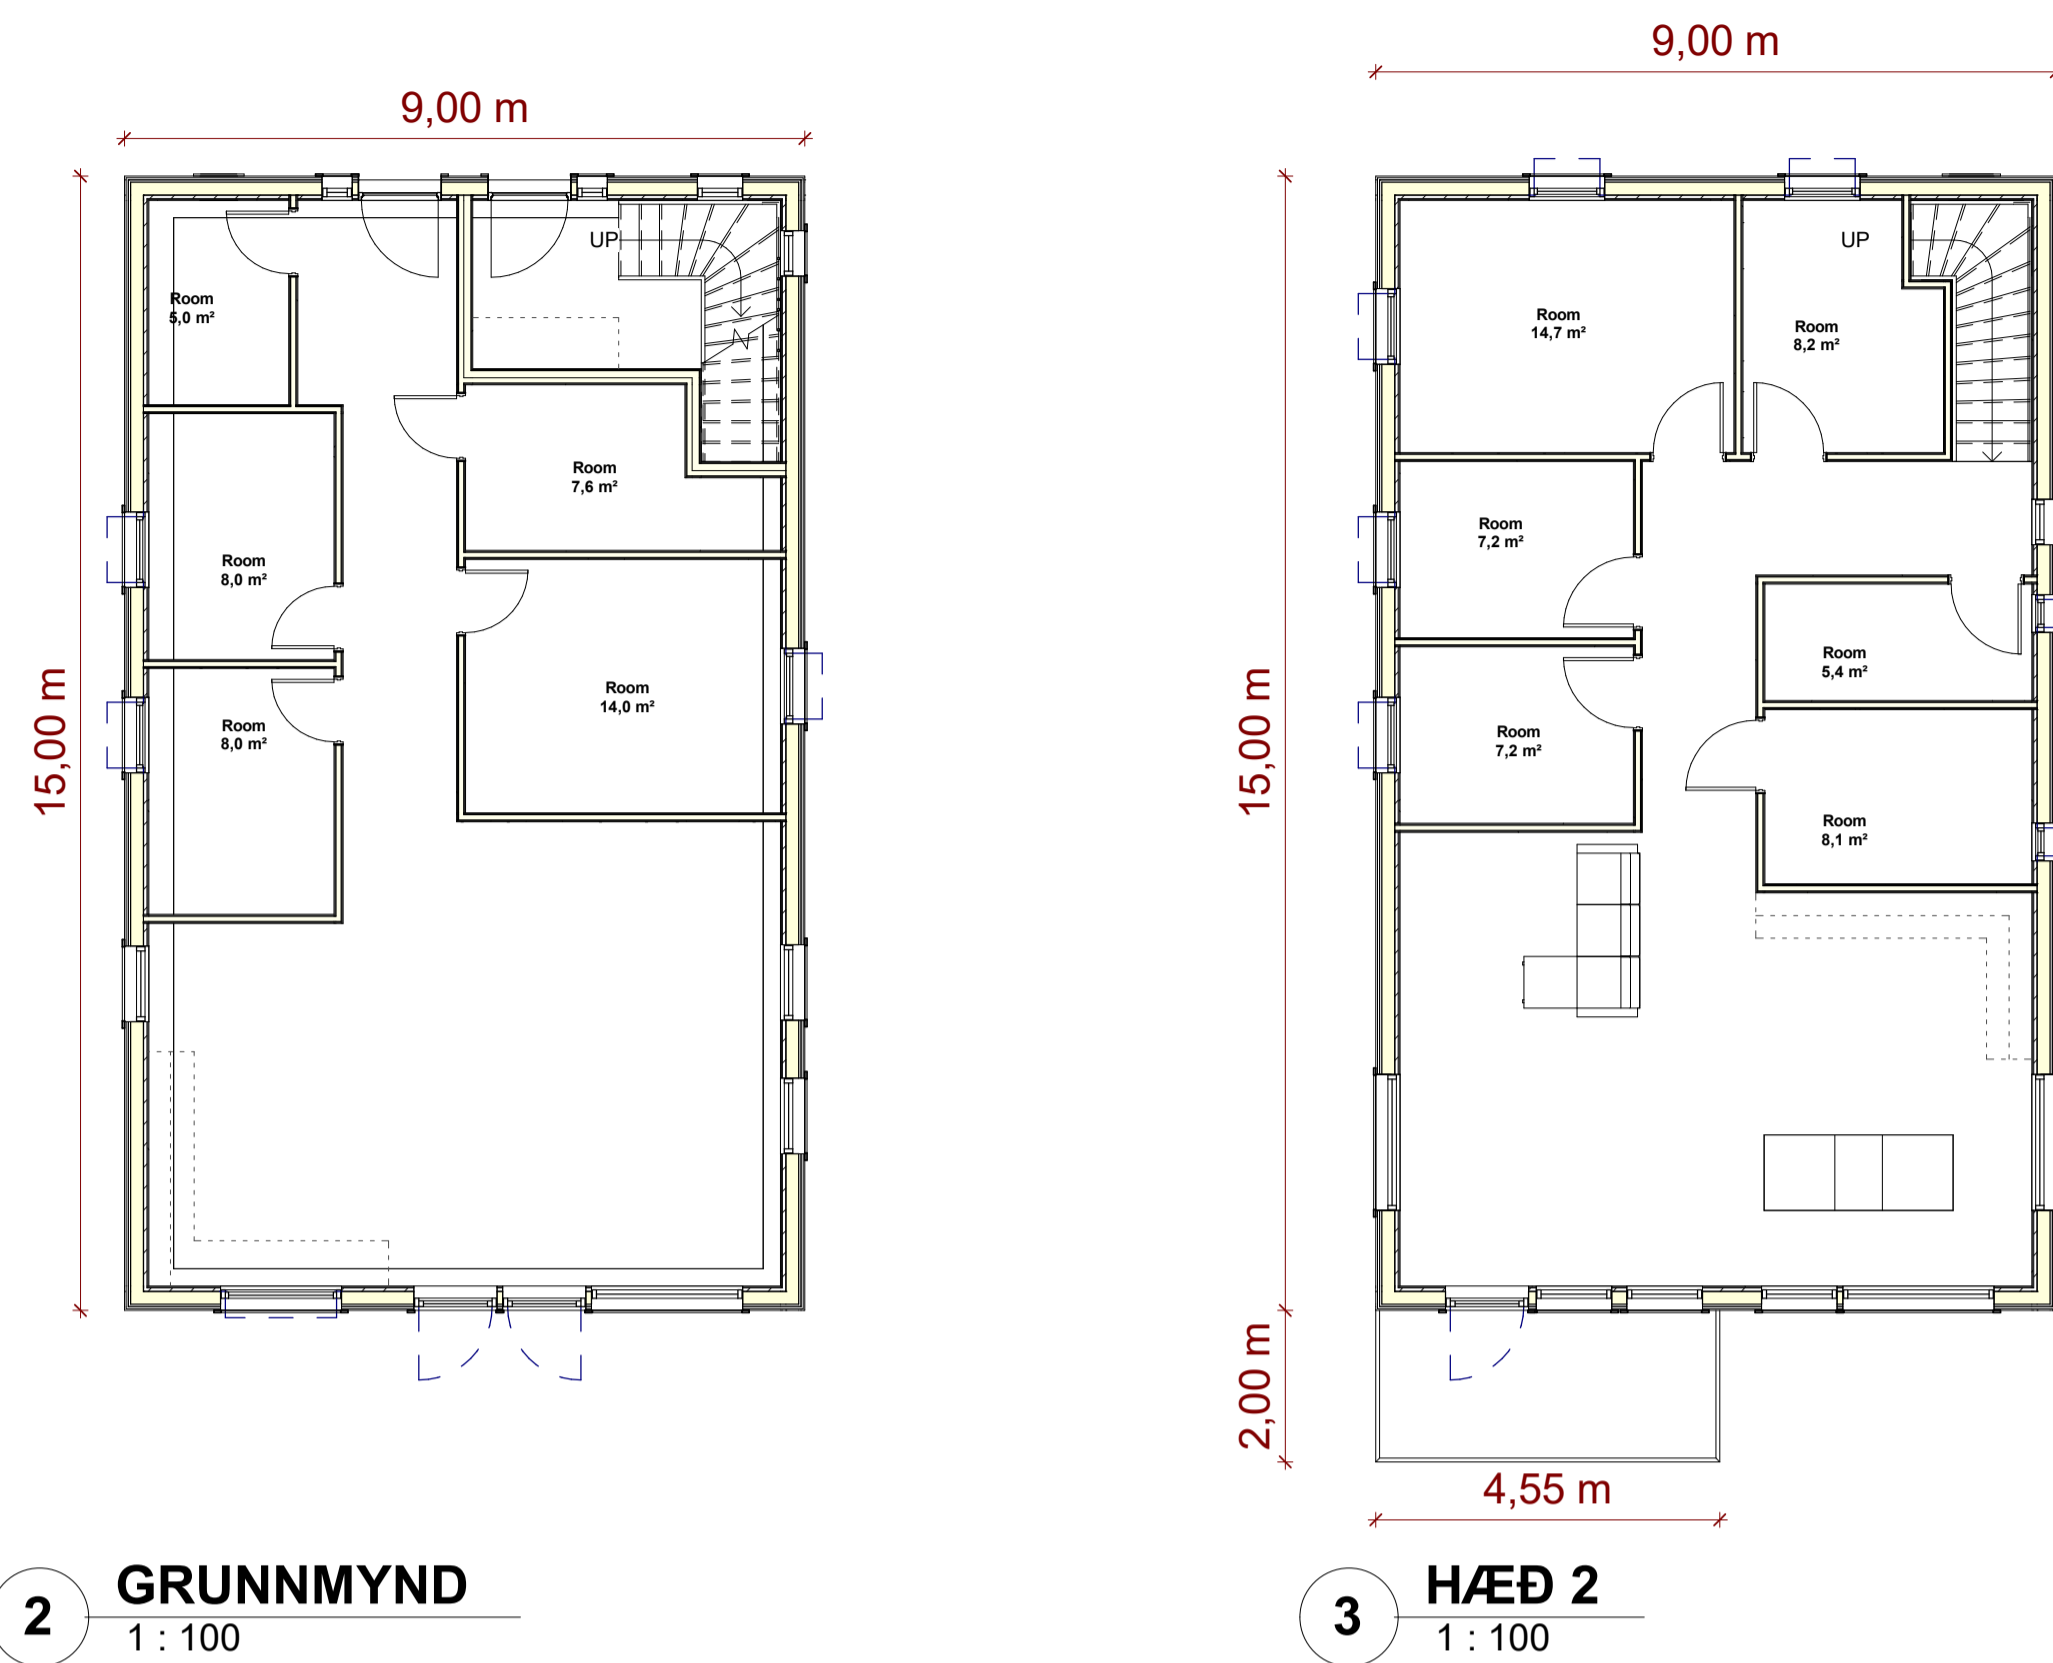 9,00 m
15,00 m
UP
Room
5,0 m²
Room
7,6 m²
Room
8,0 m²
Room
14,0 m²
Room
8,0 m²
2
GRUNNMYND
1 : 100
9,00 m
15,00 m
UP
Room
14,7 m²
Room
8,2 m²
Room
7,2 m²
Room
5,4 m²
Room
7,2 m²
Room
8,1 m²
2,00 m
4,55 m
3
HÆÐ 2
1 : 100